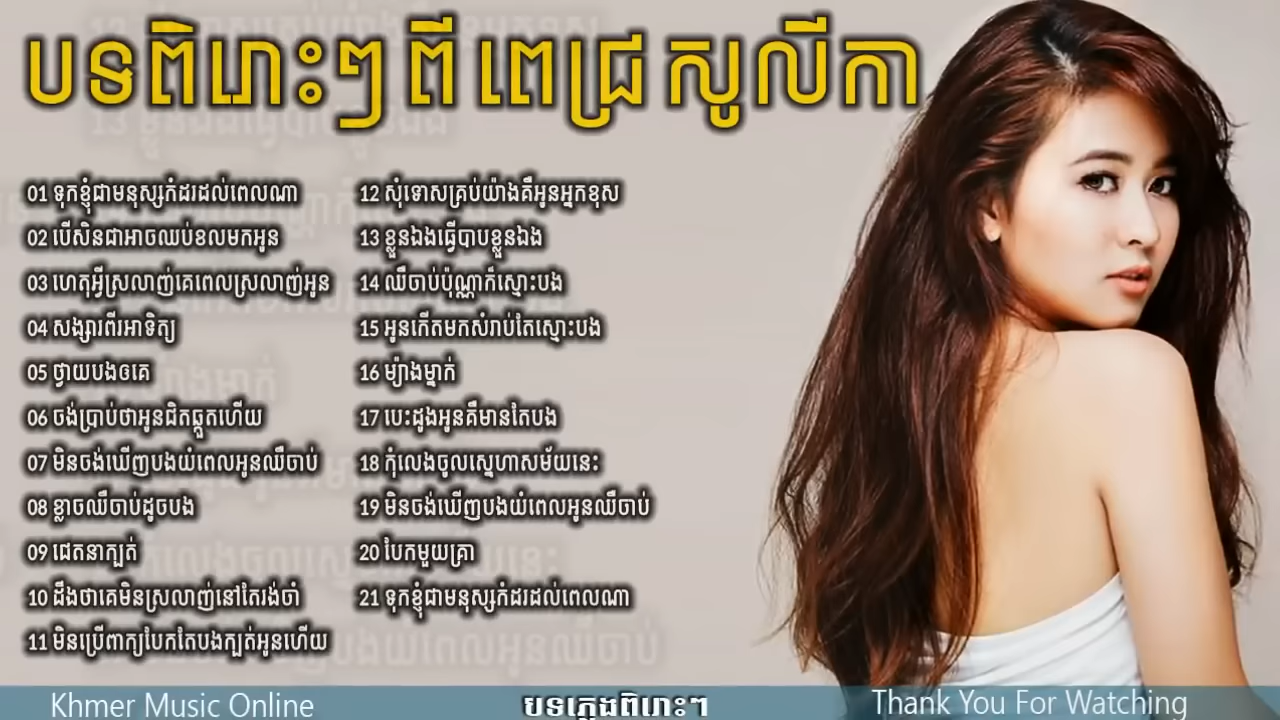 បទពិរោះៗ ពី ពេជ្រ សូលីកា
01 ទុកខ្ញុំជាមនុស្សកំដរដល់ពេលណា
02 បើសិនជាអាចឈប់ខលមកអូន
03 ហេតុអ្វីស្រលាញ់គេពេលស្រលាញ់អូន
04 សង្សារពីរអាទិត្យ
05 ថ្វាយបងឲគេ
06 ចង់ប្រាប់ថាអូនជិតឆ្កួតហើយ
07 មិនចង់ឃើញបងយំពេលអូនឈឺចាប់
08 ខ្លាចឈឺចាប់ដូចបង
09 ជេតនាក្បត់
10 ដឹងថាគេមិនស្រលាញ់នៅតែរង់ចាំ
11 មិនប្រើពាក្យបែកតែបងក្បត់អូនហើយ
12 សុំទោសគ្រប់យ៉ាងគឺអូនអ្នកខុស
13 ខ្លួនឯងធ្វើបាបខ្លួនឯង
14 ឈឺចាប់ប៉ុណ្ណាក៏ស្មោះបង
15 អូនកើតមកសំរាប់តែស្មោះបង
16 ម្យ៉ាងម្នាក់
17 បេះដូងអូនគឺមានតែបង
18 កុំលេងចូលស្នេហាសម័យនេះ
19 មិនចង់ឃើញបងយំពេលអូនឈឺចាប់
20 បែកមួយគ្រា
21 ទុកខ្ញុំជាមនុស្សកំដរដល់ពេលណា
Khmer Music Online
បទភ្លេងពិរោះៗ
Thank You For Watching